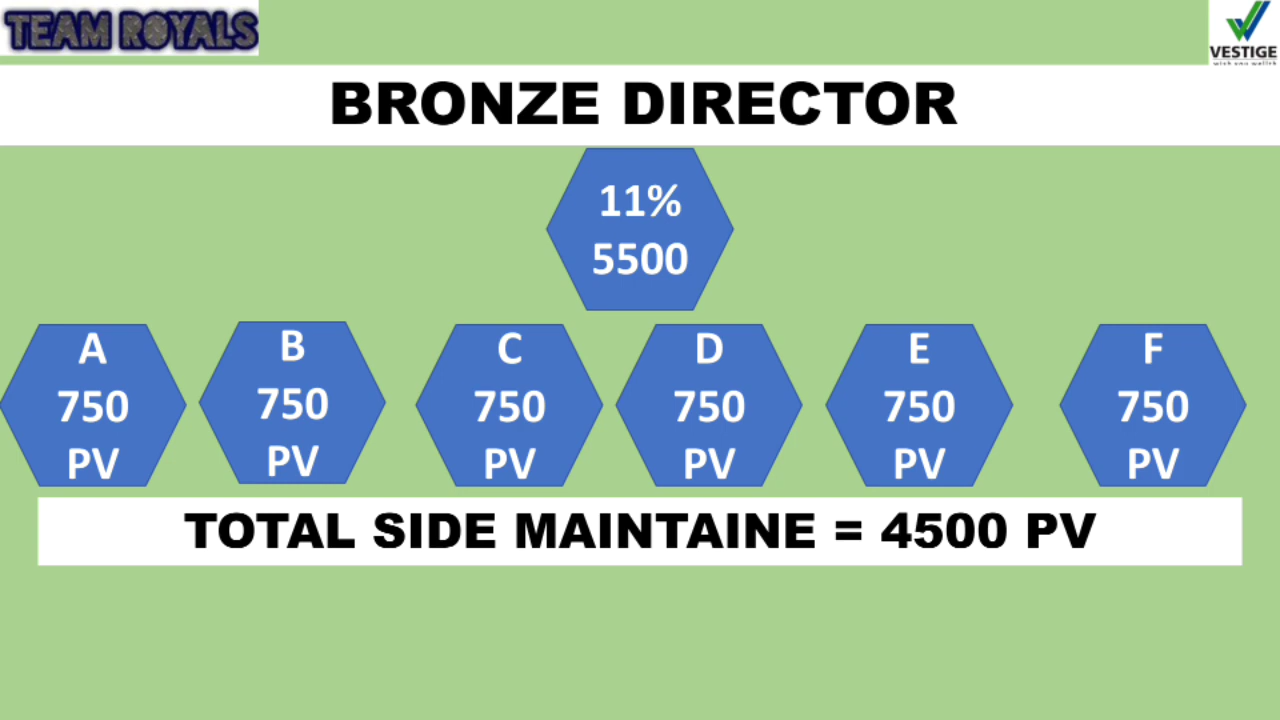 TEAM ROYALS
VESTIGE
BRONZE DIRECTOR
11%
5500
A
750
PV
B
750
PV
C
750
PV
D
750
PV
E
750
PV
F
750
PV
TOTAL SIDE MAINTAINE = 4500 PV